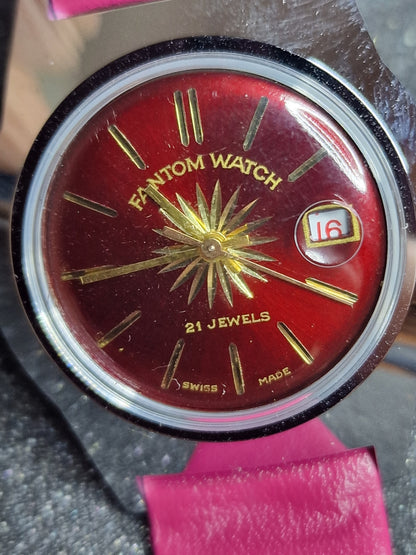 FANTOM WATCH
16
21 JEWELS
SWISS MADE